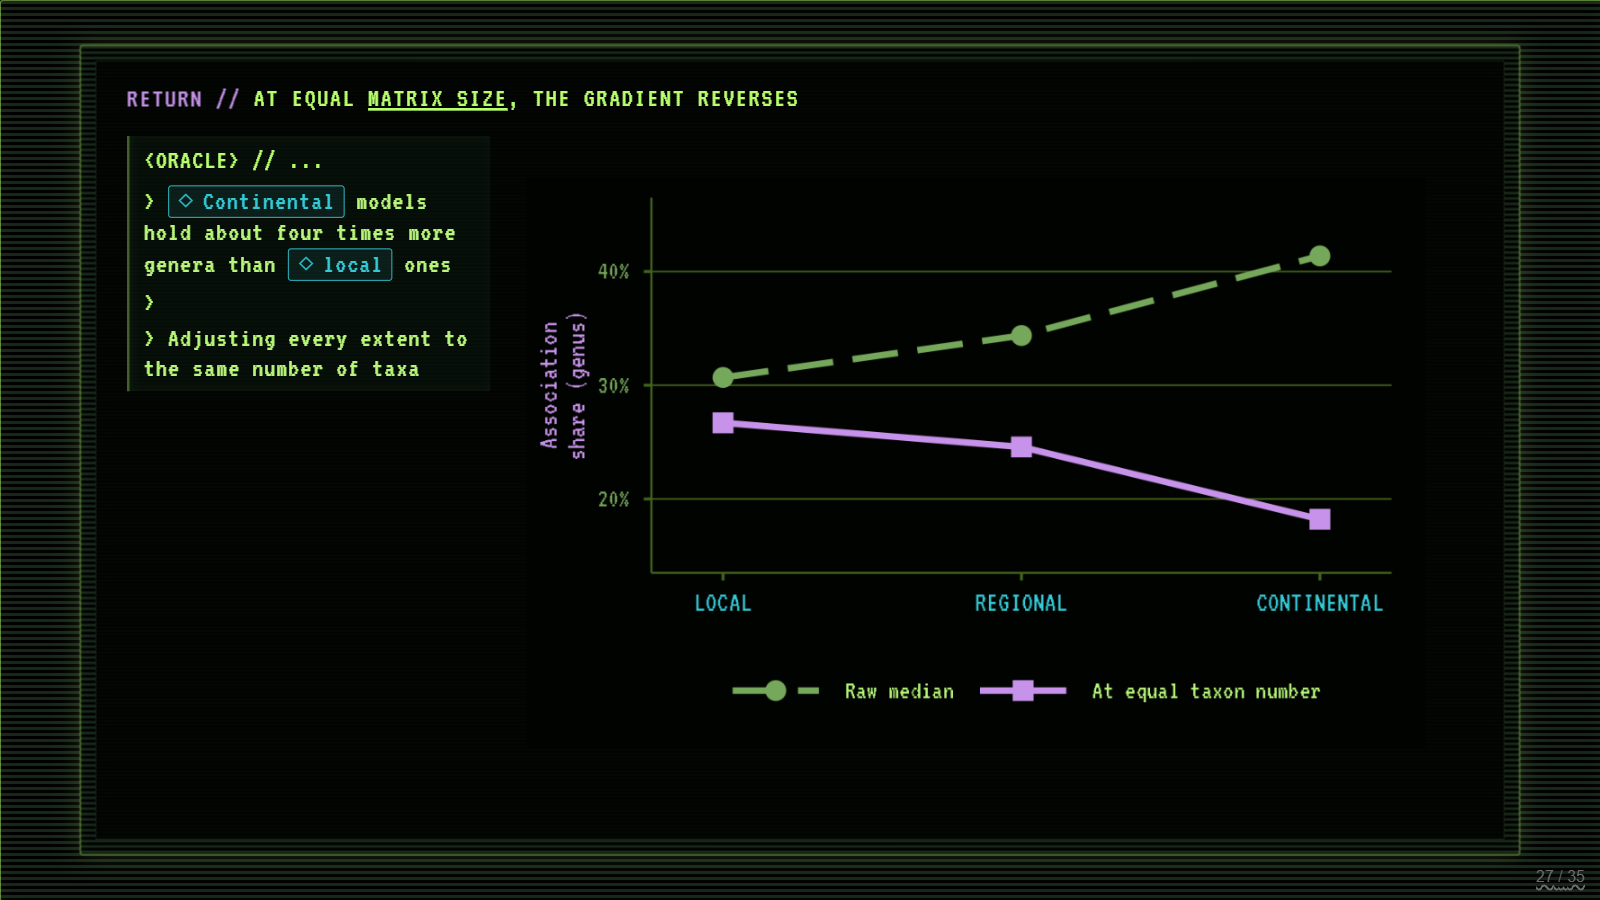 RETURN // AT EQUAL MATRIX SIZE, THE GRADIENT REVERSES
<ORACLE> // ...
> ◇ Continental models
hold about four times more
genera than ◇ local ones
>
> Adjusting every extent to
the same number of taxa
Association
share (genus)
40%
30%
20%
LOCAL REGIONAL CONTINENTAL
Raw median At equal taxon number
27 / 35